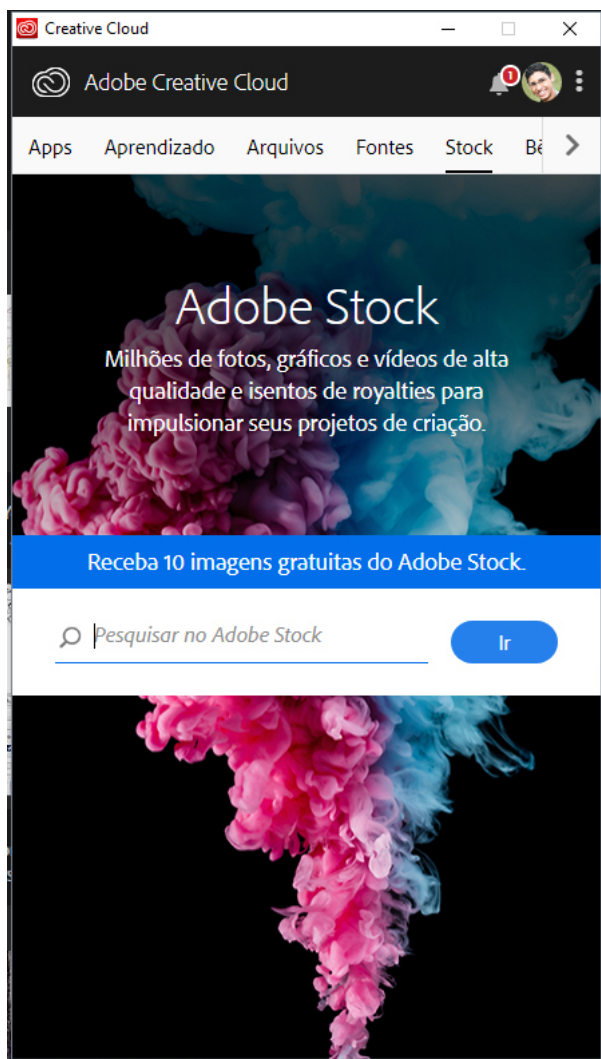 Creative Cloud
Adobe Creative Cloud
1
Apps Aprendizado Arquivos Fontes Stock
Adobe Stock
Milhões de fotos, gráficos e vídeos de alta
qualidade e isentos de royalties para
impulsionar seus projetos de criação.
Receba 10 imagens gratuitas do Adobe Stock.
Pesquisar no Adobe Stock
Ir